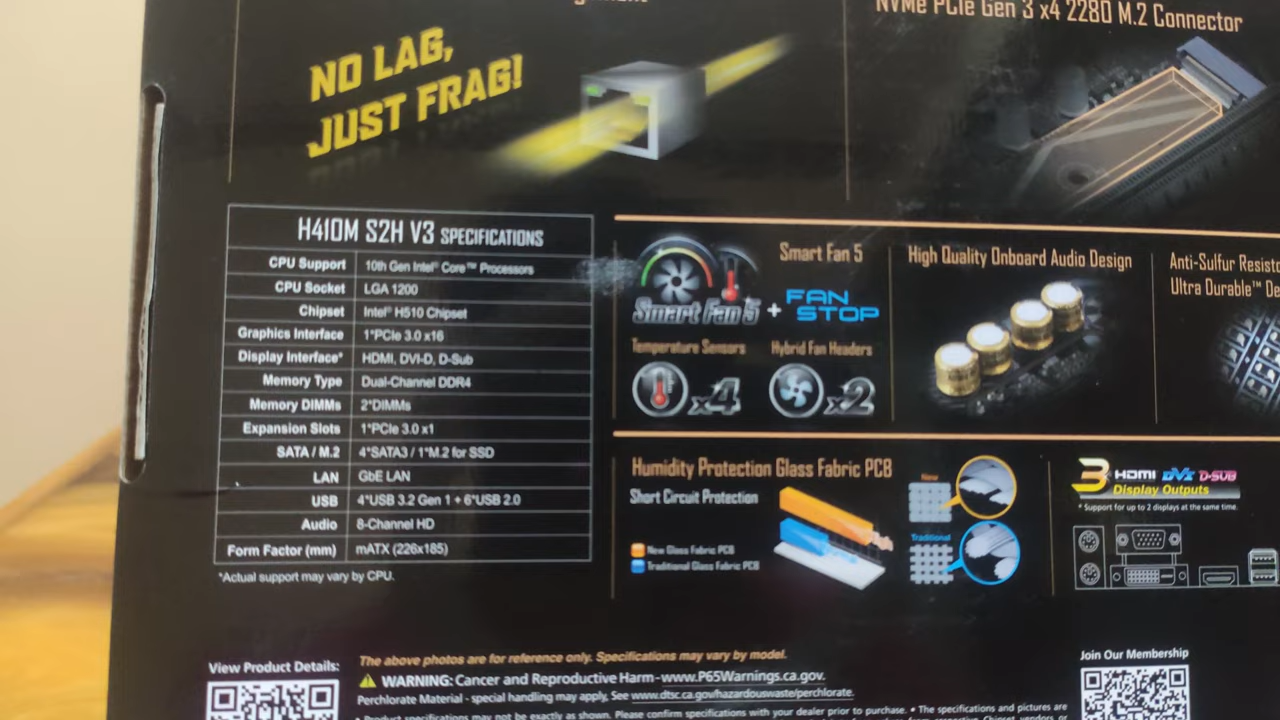 NVMe PCIe Gen 3 x4 2280 M.2 Connector
NO LAG,
JUST FRAG!
H410M S2H V3 SPECIFICATIONS
CPU Support 10th Gen Intel® Core™ Processors
CPU Socket LGA 1200
Chipset Intel® H510 Chipset
Graphics Interface 1*PCIe 3.0 x16
Display Interface* HDMI, DVI-D, D-Sub
Memory Type Dual-Channel DDR4
Memory DIMMs 2*DIMMs
Expansion Slots 1*PCIe 3.0 x1
SATA / M.2 4*SATA3 / 1*M.2 for SSD
LAN GbE LAN
USB 4*USB 3.2 Gen 1 + 6*USB 2.0
Audio 8-Channel HD
Form Factor (mm) mATX (226x185)
*Actual support may vary by CPU.
Smart Fan 5
Smart Fan 5 + FAN STOP
Temperature Sensors
x4
Hybrid Fan Headers
x2
High Quality Onboard Audio Design
Anti-Sulfur
Ultra Durable™
Humidity Protection Glass Fabric PCB
Short Circuit Protection
New Glass Fabric PCB
Traditional Glass Fabric PCB
New
Traditional
3 HDMI DVI D-SUB
Display Outputs
* Support for up to 2 displays at the same time.
View Product Details:
The above photos are for reference only. Specifications may vary by model.
WARNING: Cancer and Reproductive Harm-www.P65Warnings.ca.gov.
Perchlorate Material - special handling may apply, See www.dtsc.ca.gov/hazardouswaste/perchlorate.
• Product specifications may not be exactly as shown. Please confirm specifications with your dealer prior to purchase. • The specifications and pictures are
Join Our Membership